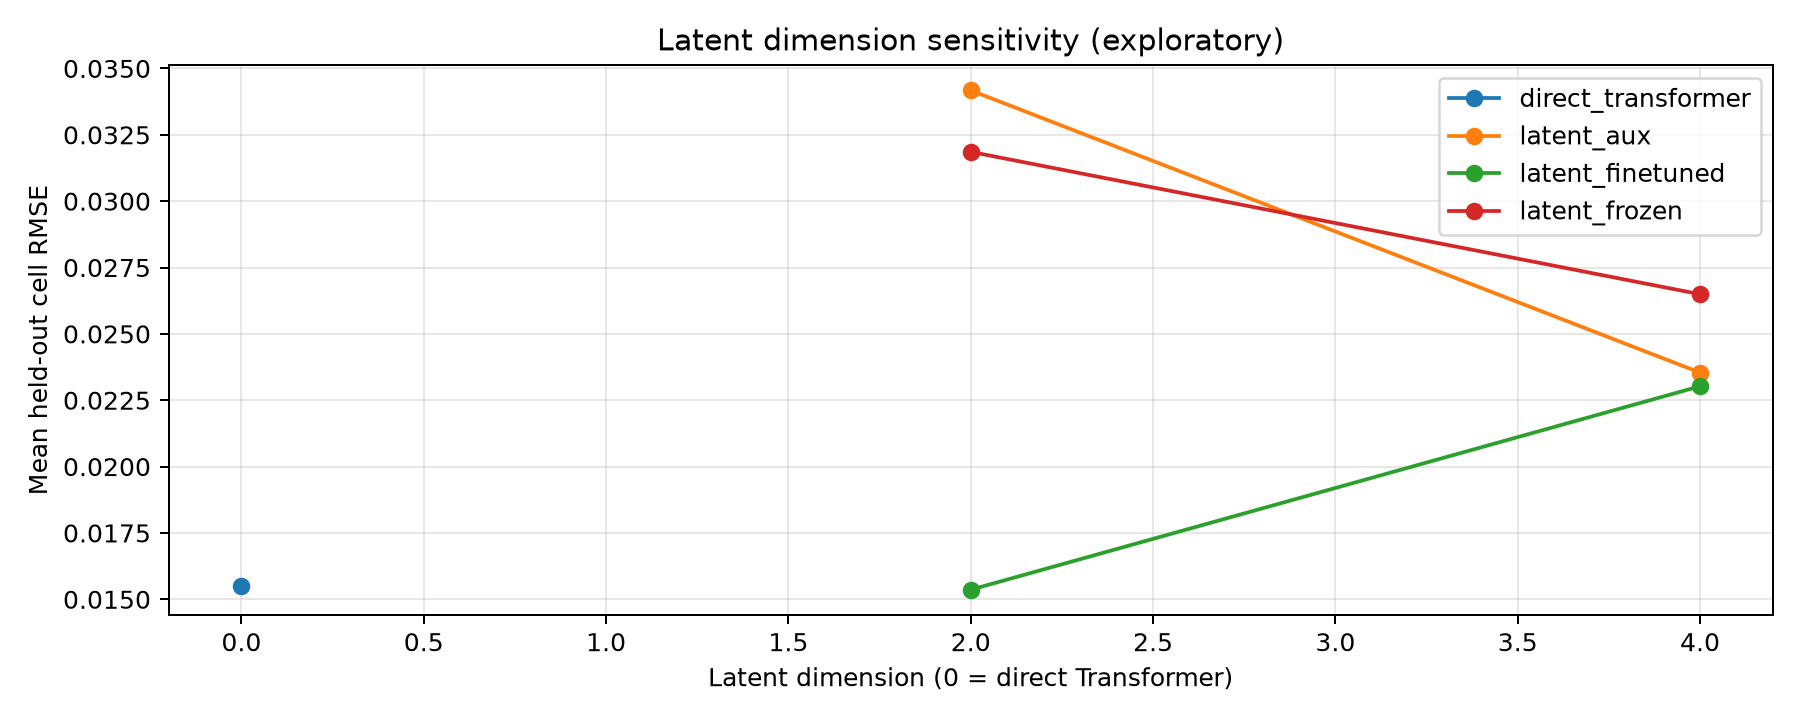 Latent dimension sensitivity (exploratory)
0.0350
0.0325
0.0300
0.0275
0.0250
0.0225
0.0200
0.0175
0.0150
Mean held-out cell RMSE
direct_transformer
latent_aux
latent_finetuned
latent_frozen
0.0 0.5 1.0 1.5 2.0 2.5 3.0 3.5 4.0
Latent dimension (0 = direct Transformer)